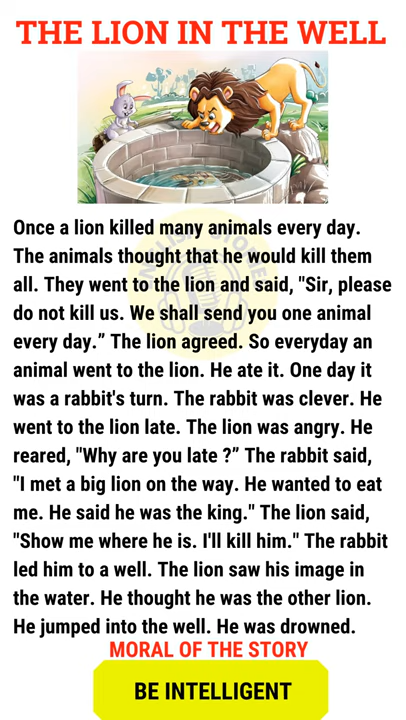 THE LION IN THE WELL
Once a lion killed many animals every day.
The animals thought that he would kill them
all. They went to the lion and said, "Sir, please
do not kill us. We shall send you one animal
every day.” The lion agreed. So everyday an
animal went to the lion. He ate it. One day it
was a rabbit's turn. The rabbit was clever. He
went to the lion late. The lion was angry. He
reared, "Why are you late ?” The rabbit said,
"I met a big lion on the way. He wanted to eat
me. He said he was the king." The lion said,
"Show me where he is. I'll kill him." The rabbit
led him to a well. The lion saw his image in
the water. He thought he was the other lion.
He jumped into the well. He was drowned.
MORAL OF THE STORY
BE INTELLIGENT